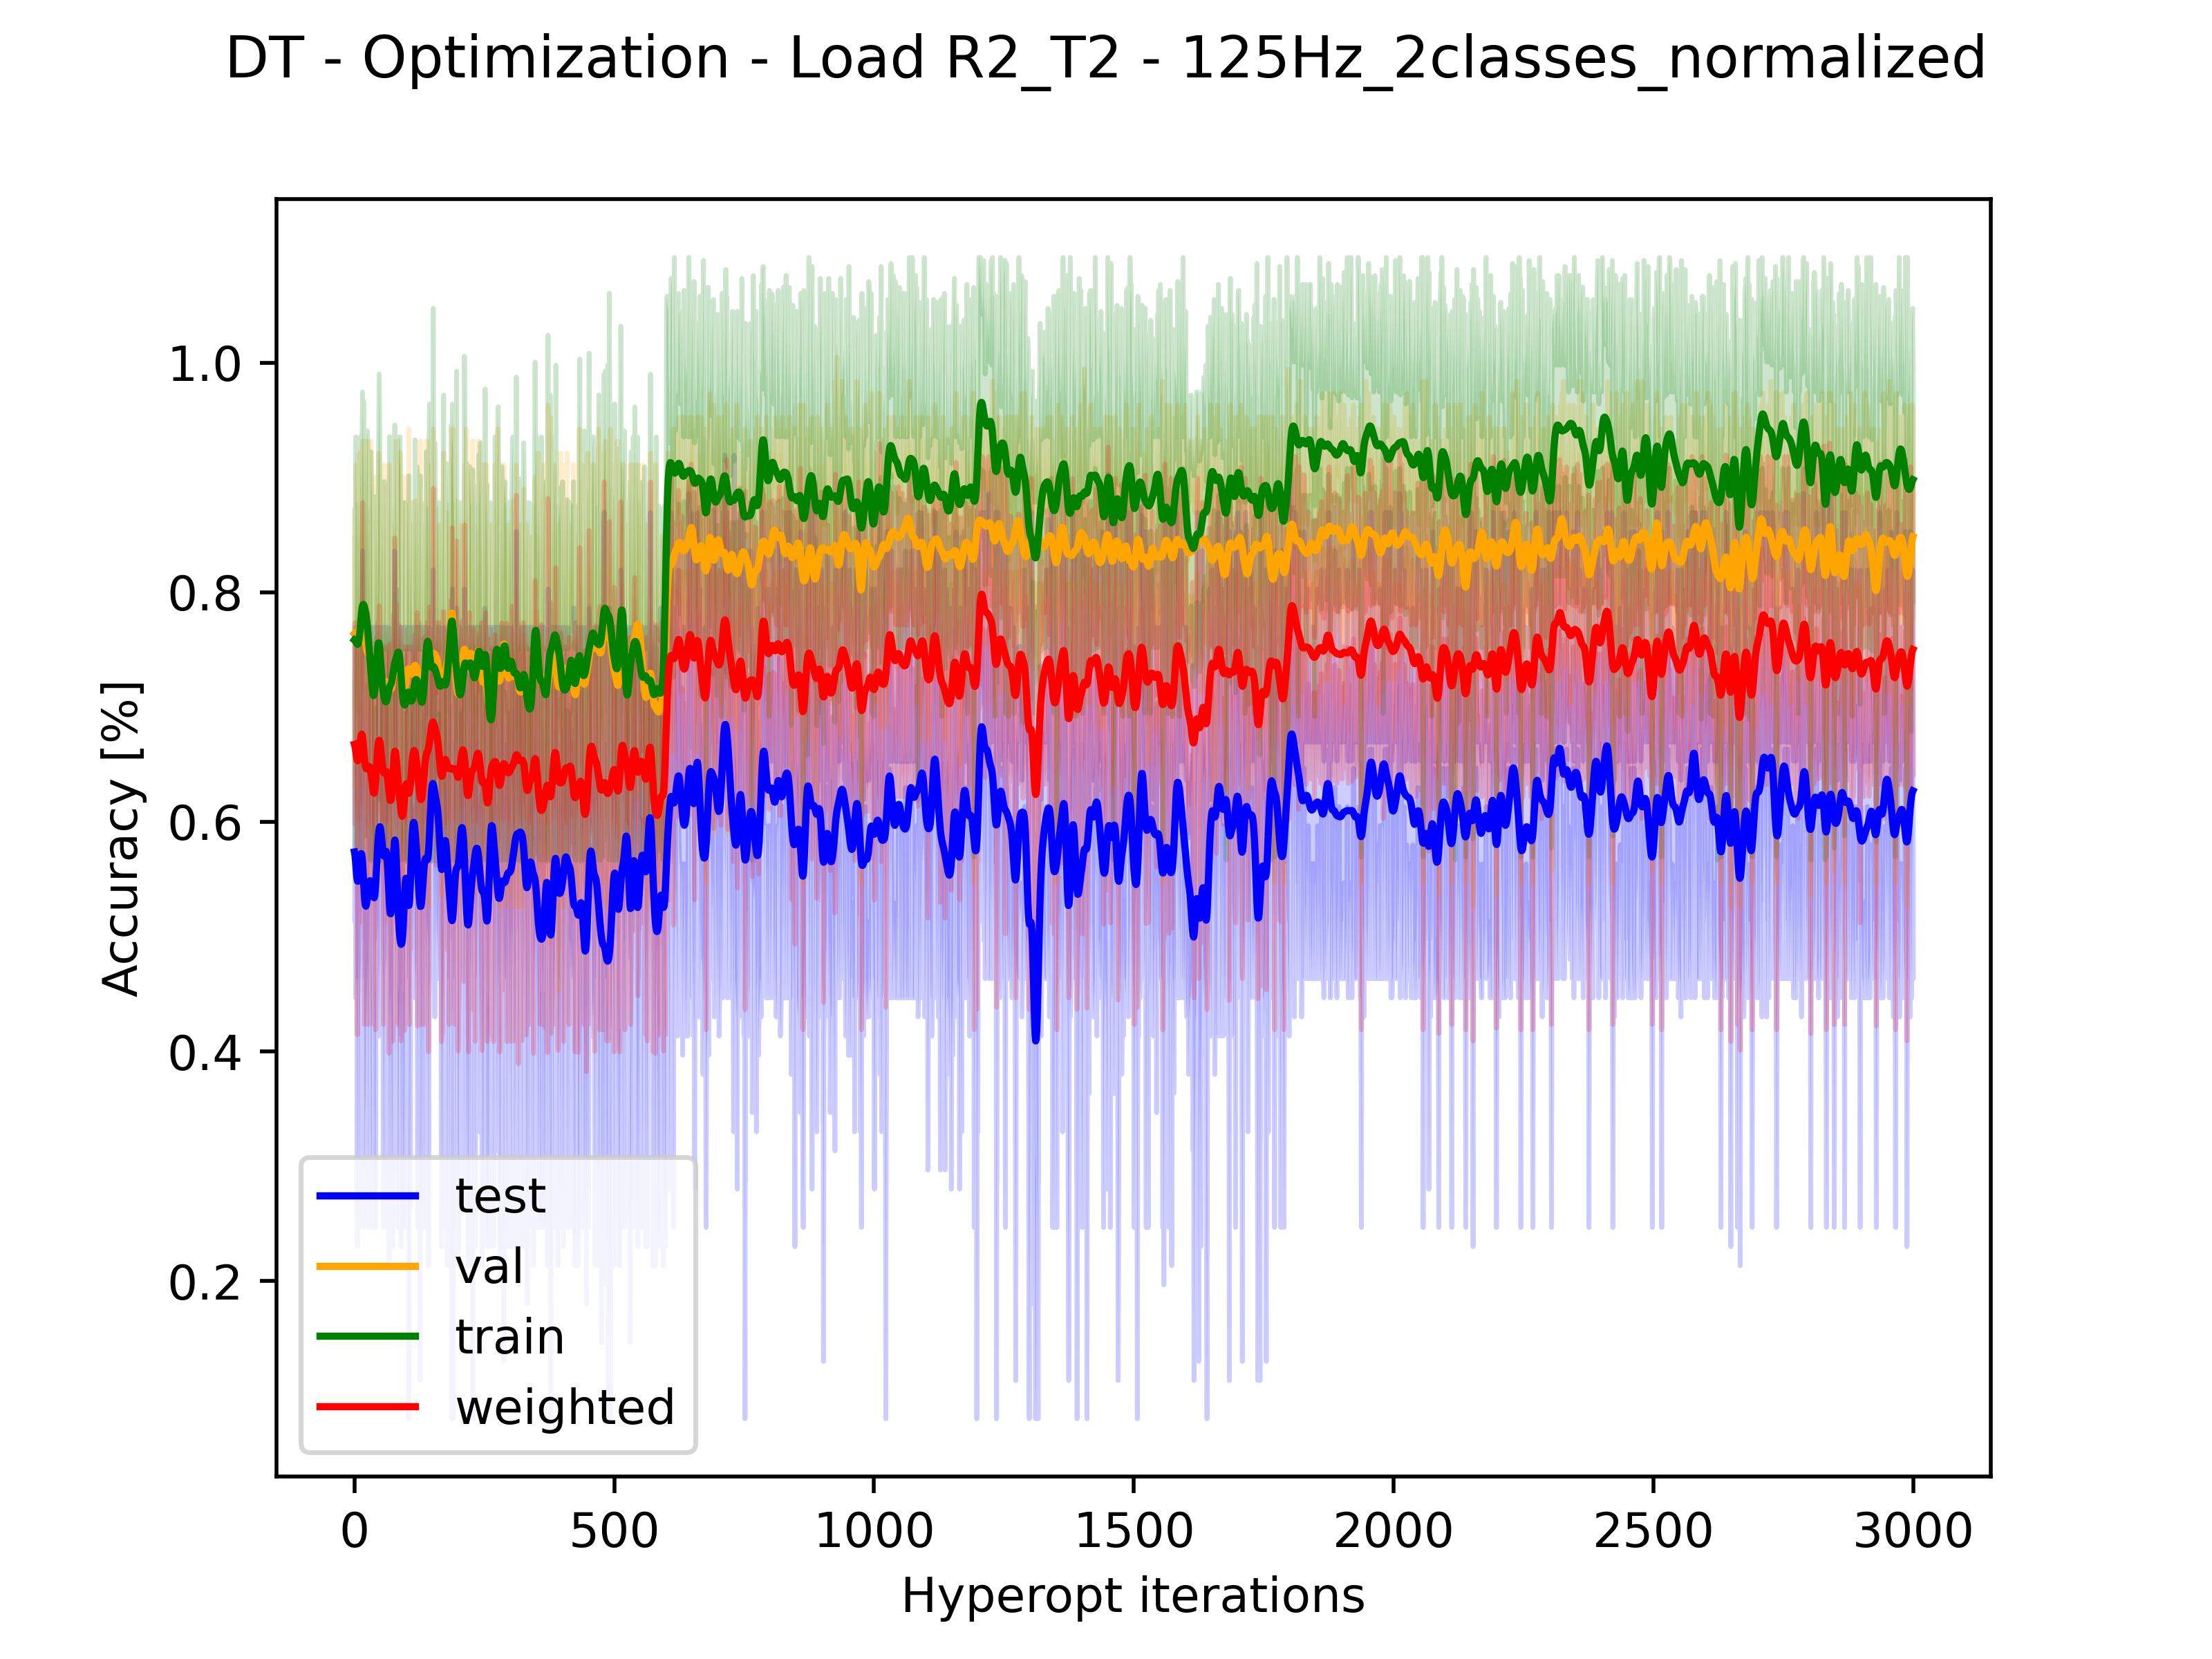 DT - Optimization - Load R2_T2 - 125Hz_2classes_normalized
Accuracy [%]
1.0
0.8
0.6
0.4
0.2
test
val
train
weighted
0 500 1000 1500 2000 2500 3000
Hyperopt iterations